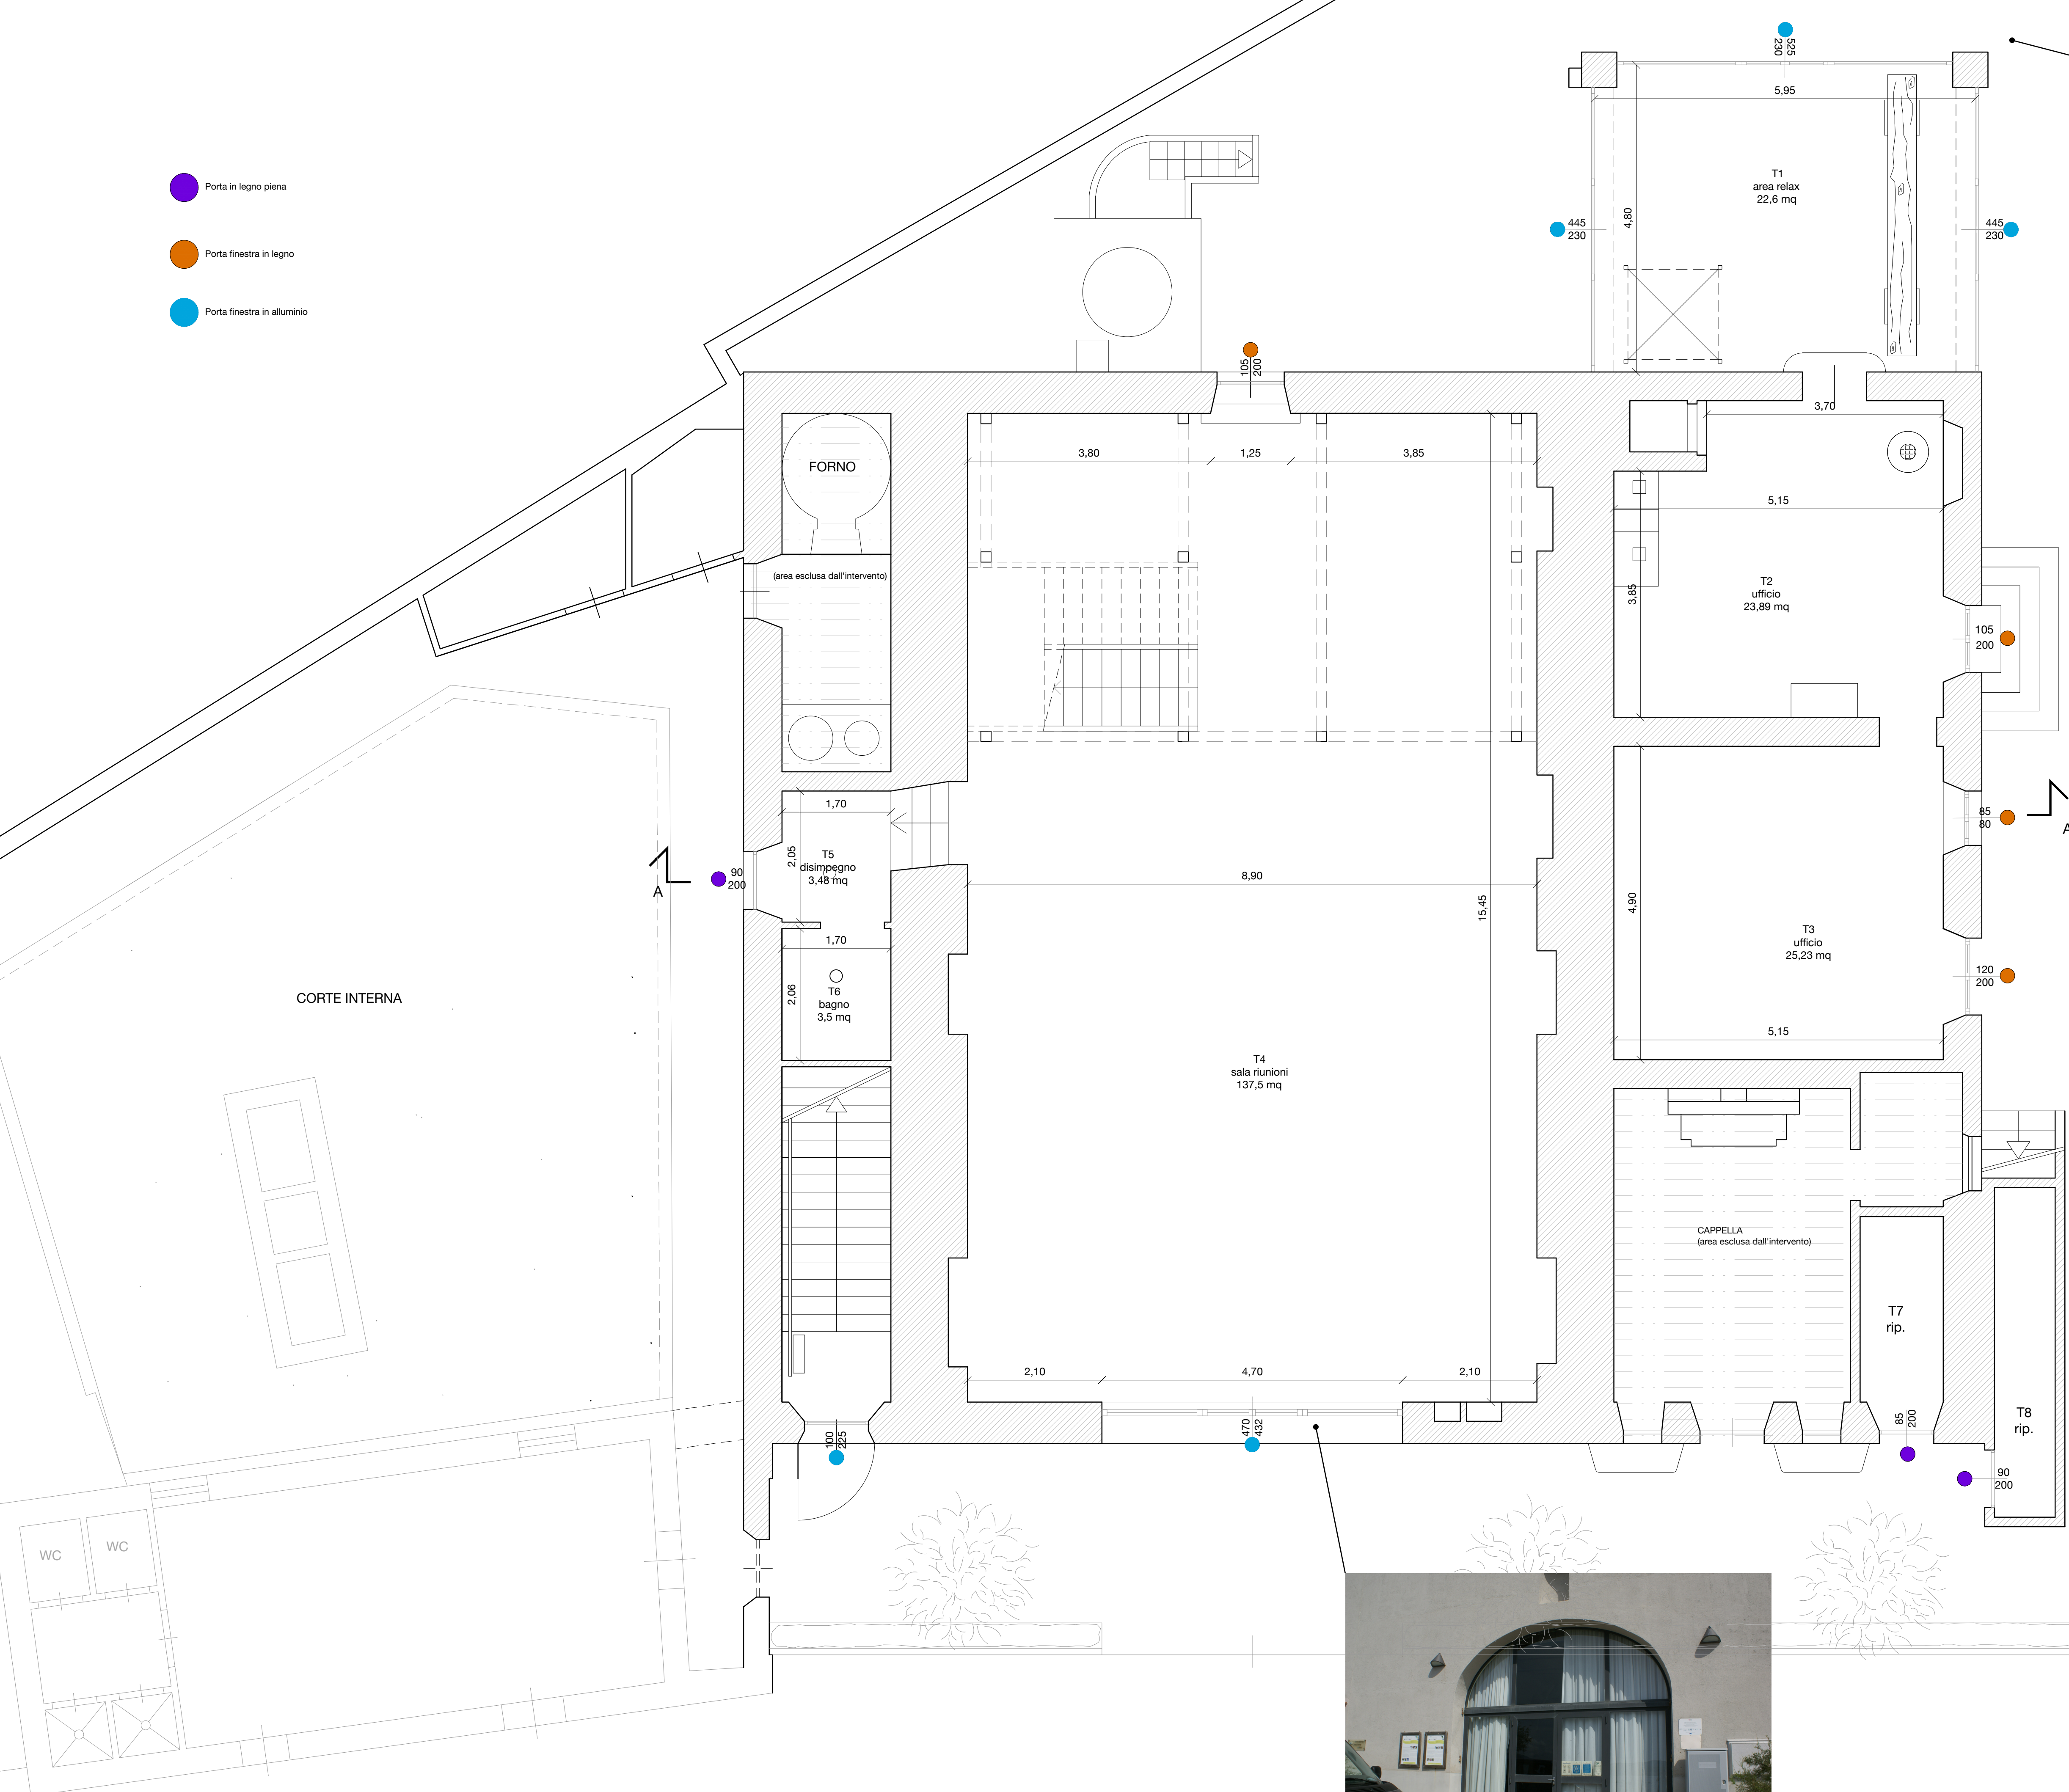 Porta in legno piena
Porta finestra in legno
Porta finestra in alluminio
525
230
5,95
4,80
T1
area relax
22,6 mq
445
230
445
230
105
200
3,70
FORNO
3,80
1,25
3,85
5,15
(area esclusa dall'intervento)
T2
ufficio
23,89 mq
3,85
105
200
1,70
2,05
T5
disimpegno
3,48 mq
90
200
A
8,90
15,45
85
80
A
4,90
T3
ufficio
25,23 mq
120
200
1,70
2,06
T6
bagno
3,5 mq
CORTE INTERNA
5,15
T4
sala riunioni
137,5 mq
CAPPELLA
(area esclusa dall'intervento)
T7
rip.
T8
rip.
2,10
4,70
2,10
100
225
470
432
85
200
90
200
WC
WC